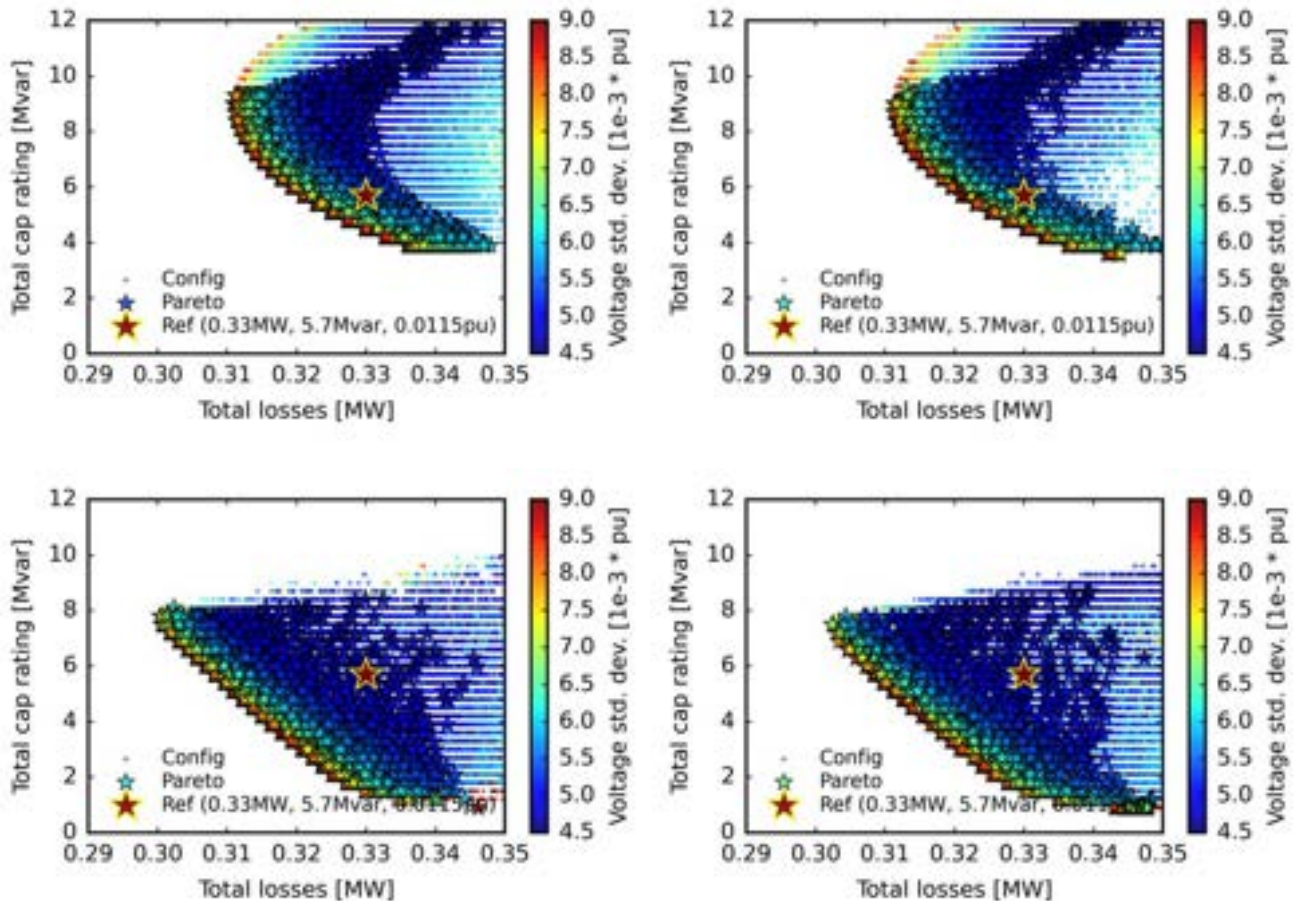 12
10
8
6
4
2
0
Total cap rating [Mvar]
Config
Pareto
Ref (0.33MW, 5.7Mvar, 0.0115pu)
0.29 0.30 0.31 0.32 0.33 0.34 0.35
Total losses [MW]
9.0
8.5
8.0
7.5
7.0
6.5
6.0
5.5
5.0
4.5
Voltage std. dev. [1e-3 * pu]
12
10
8
6
4
2
0
Total cap rating [Mvar]
Config
Pareto
Ref (0.33MW, 5.7Mvar, 0.0115pu)
0.29 0.30 0.31 0.32 0.33 0.34 0.35
Total losses [MW]
9.0
8.5
8.0
7.5
7.0
6.5
6.0
5.5
5.0
4.5
Voltage std. dev. [1e-3 * pu]
12
10
8
6
4
2
0
Total cap rating [Mvar]
Config
Pareto
Ref (0.33MW, 5.7Mvar, 0.0115pu)
0.29 0.30 0.31 0.32 0.33 0.34 0.35
Total losses [MW]
9.0
8.5
8.0
7.5
7.0
6.5
6.0
5.5
5.0
4.5
Voltage std. dev. [1e-3 * pu]
12
10
8
6
4
2
0
Total cap rating [Mvar]
Config
Pareto
Ref (0.33MW, 5.7Mvar,
0.29 0.30 0.31 0.32 0.33 0.34 0.35
Total losses [MW]
9.0
8.5
8.0
7.5
7.0
6.5
6.0
5.5
5.0
4.5
Voltage std. dev. [1e-3 * pu]